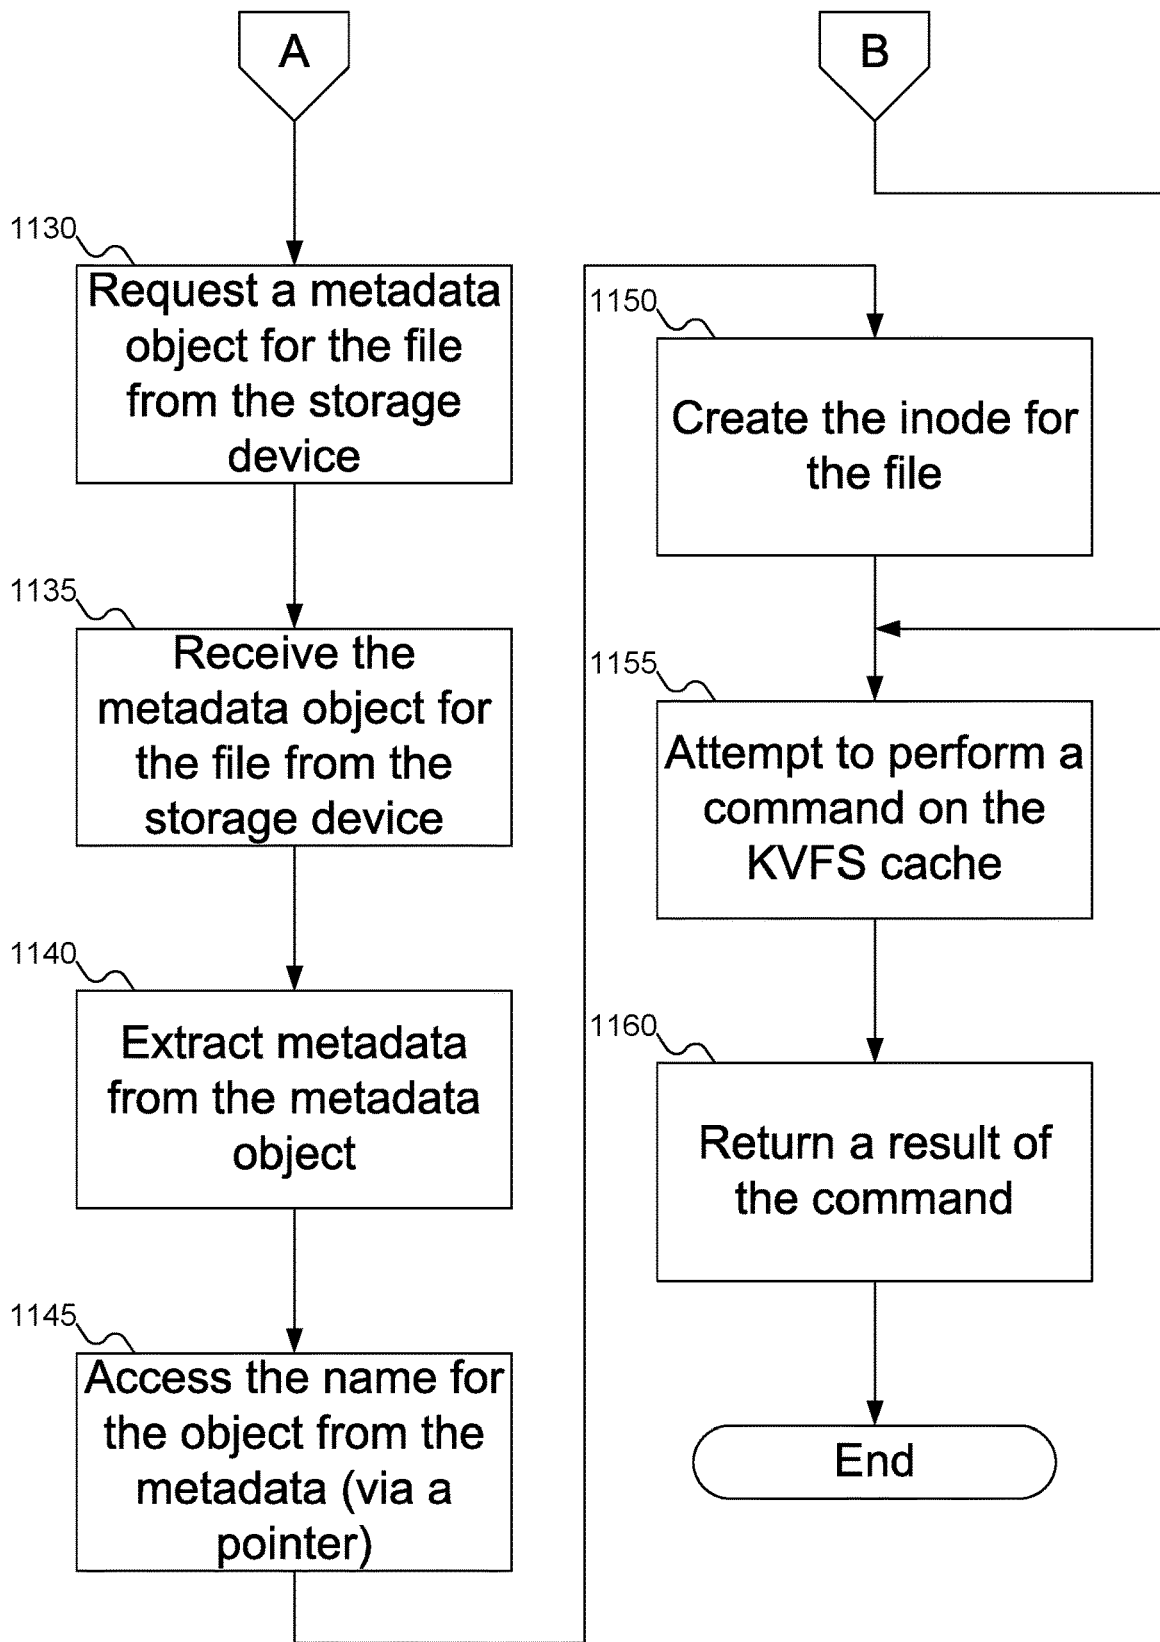 A
1130
Request a metadata
object for the file
from the storage
device
1135
Receive the
metadata object for
the file from the
storage device
1140
Extract metadata
from the metadata
object
1145
Access the name for
the object from the
metadata (via a
pointer)
B
1150
Create the inode for
the file
1155
Attempt to perform a
command on the
KVFS cache
1160
Return a result of
the command
End